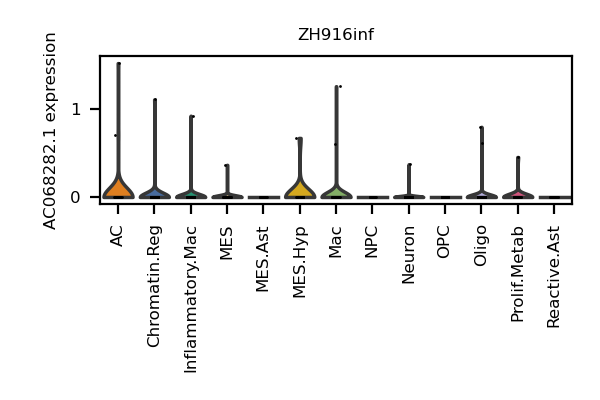 ZH916inf
AC068282.1 expression
1
0
AC
Chromatin.Reg
Inflammatory.Mac
MES
MES.Ast
MES.Hyp
Mac
NPC
Neuron
OPC
Oligo
Prolif.Metab
Reactive.Ast